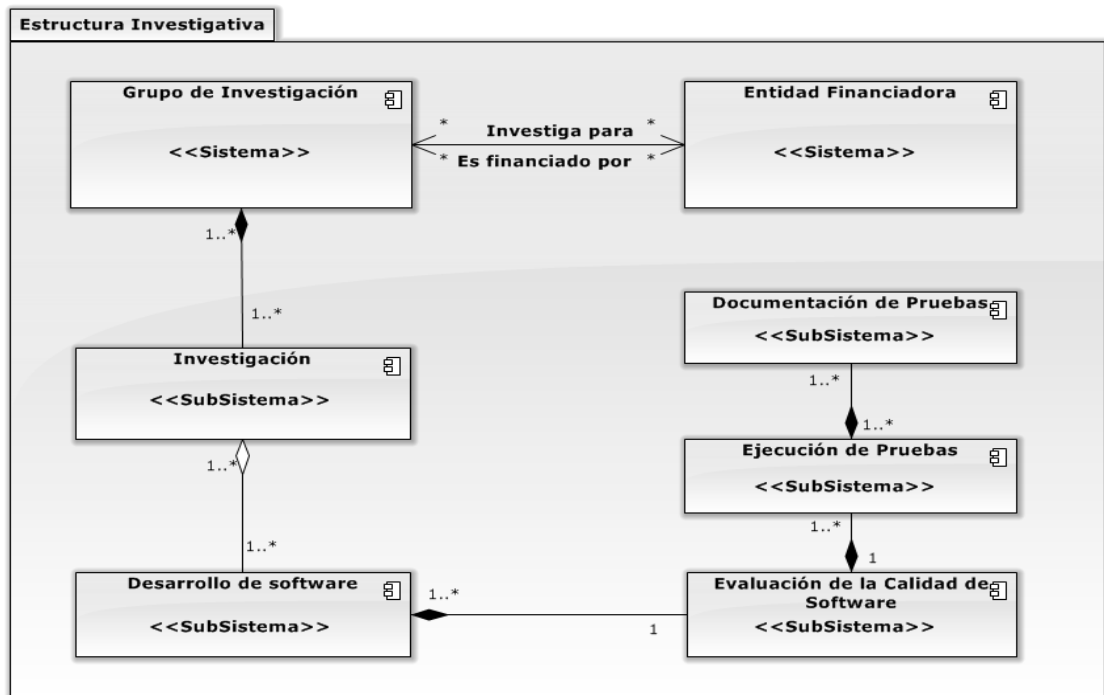 Estructura Investigativa
Grupo de Investigación
<<Sistema>>
Entidad Financiadora
<<Sistema>>
* Investiga para *
* Es financiado por *
1..*
1..*
Investigación
<<SubSistema>>
1..*
1..*
Desarrollo de software
<<SubSistema>>
Documentación de Pruebas
<<SubSistema>>
1..*
1..*
Ejecución de Pruebas
<<SubSistema>>
1..*
1
Evaluación de la Calidad de
Software
<<SubSistema>>
1..*
1